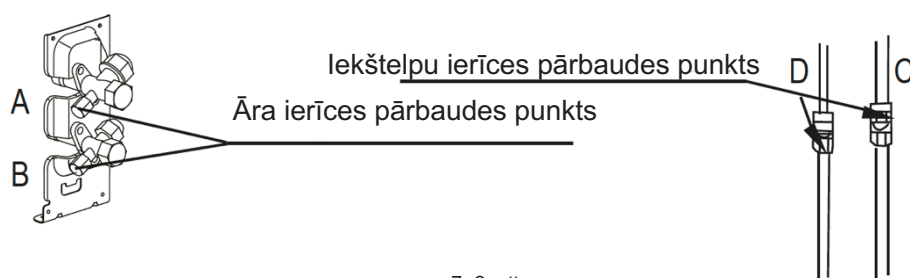 Iekštelpu ierīces pārbaudes punkts
D
C
A
Āra ierīces pārbaudes punkts
B